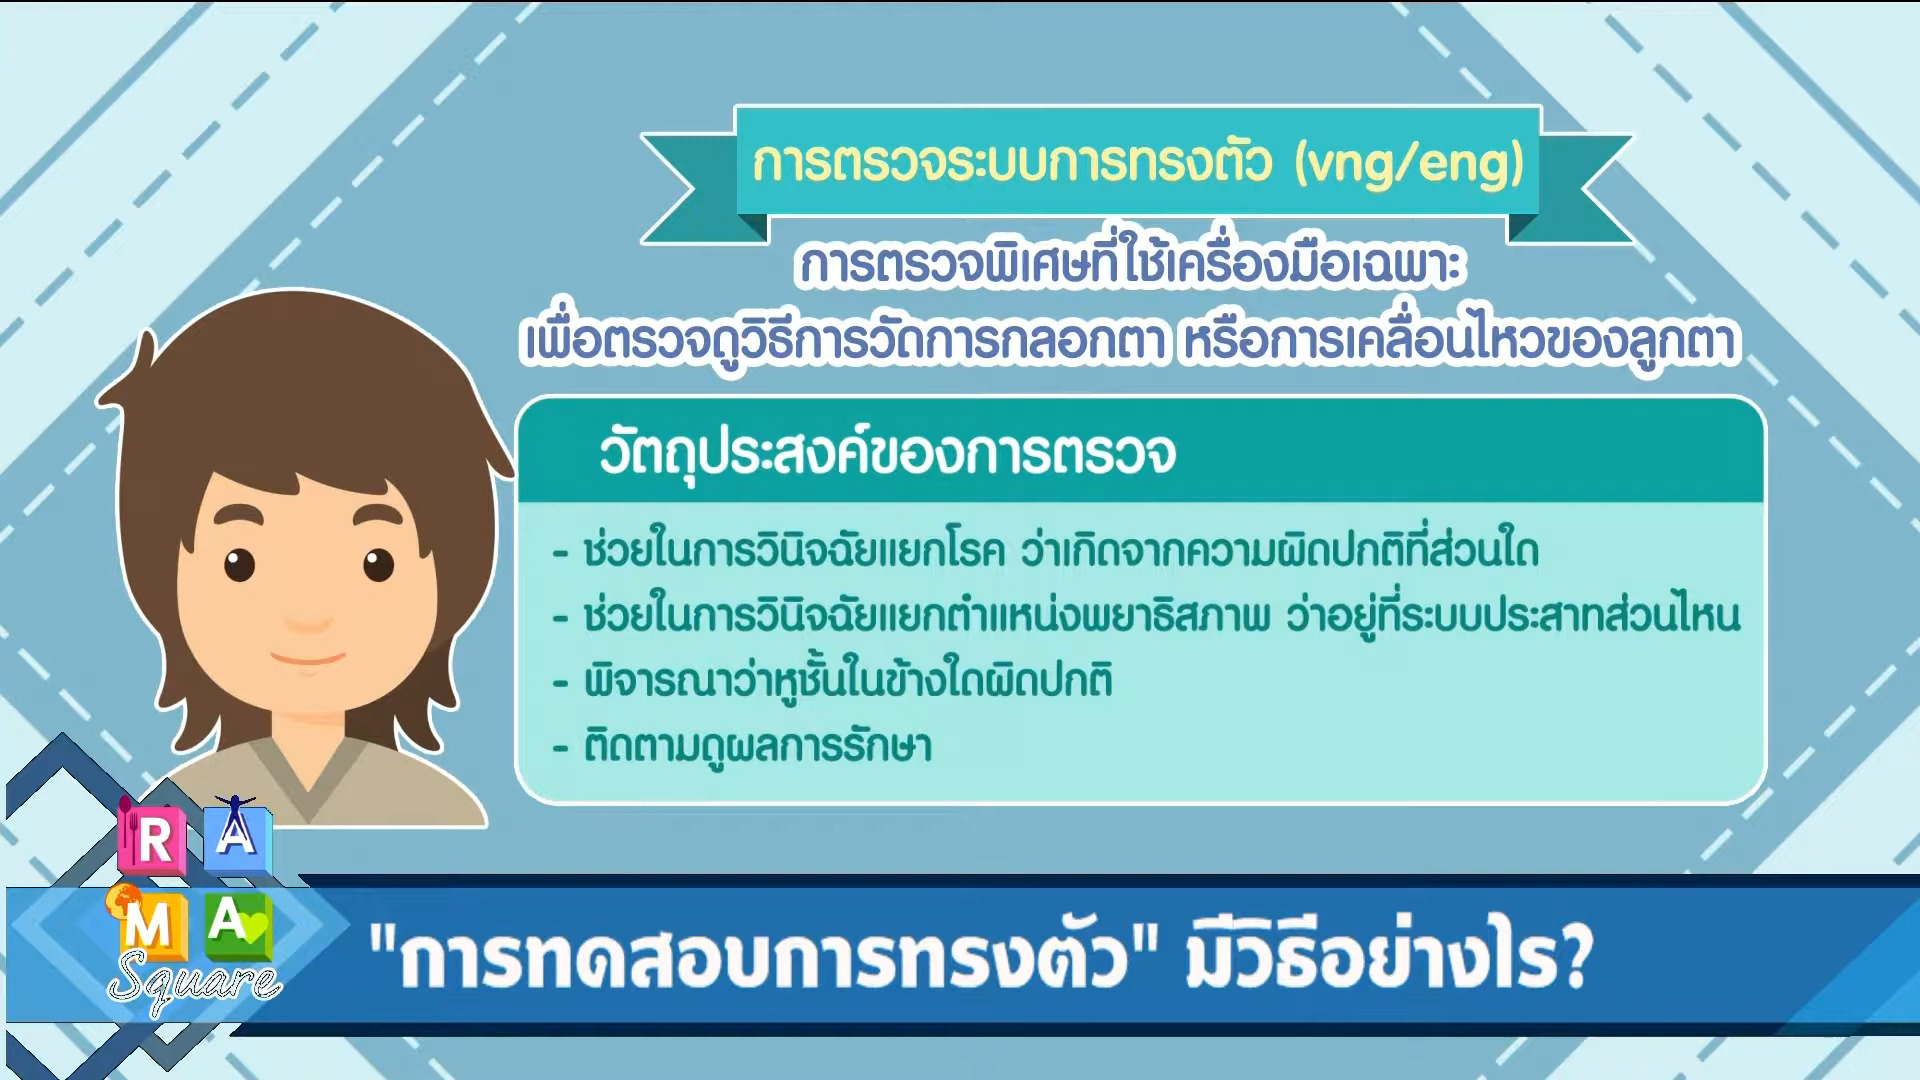 การตรวจระบบการทรงตัว (vng/eng)
การตรวจพิเศษที่ใช้เครื่องมือเฉพาะ
เพื่อตรวจดูวิธีการวัดการกลอกตา หรือการเคลื่อนไหวของลูกตา
วัตถุประสงค์ของการตรวจ
- ช่วยในการวินิจฉัยแยกโรค ว่าเกิดจากความผิดปกติที่ส่วนใด
- ช่วยในการวินิจฉัยแยกตำแหน่งพยาธิสภาพ ว่าอยู่ที่ระบบประสาทส่วนไหน
- พิจารณาว่าหูชั้นในข้างใดผิดปกติ
- ติดตามดูผลการรักษา
RAMA
Square
"การทดสอบการทรงตัว" มีวิธีอย่างไร?